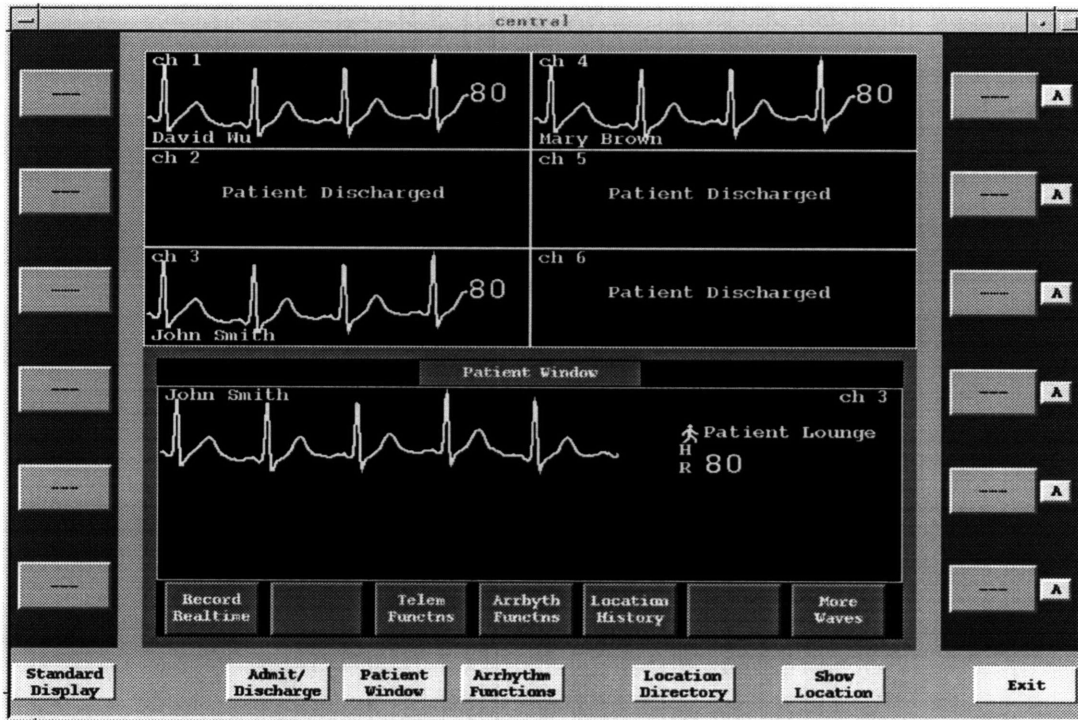 central
ch 1
80
David Wu
ch 4
80
Mary Brown
ch 2
Patient Discharged
ch 5
Patient Discharged
ch 3
80
John Smith
ch 6
Patient Discharged
---
---
---
---
---
---
--- A
--- A
--- A
--- A
--- A
--- A
Patient Window
John Smith
ch 3
Patient Lounge
HR 80
Record
Realtime
Telem
Functns
Arrhyth
Functns
Location
History
More
Waves
Standard
Display
Admit/
Discharge
Patient
Window
Arrhythm
Functions
Location
Directory
Show
Location
Exit